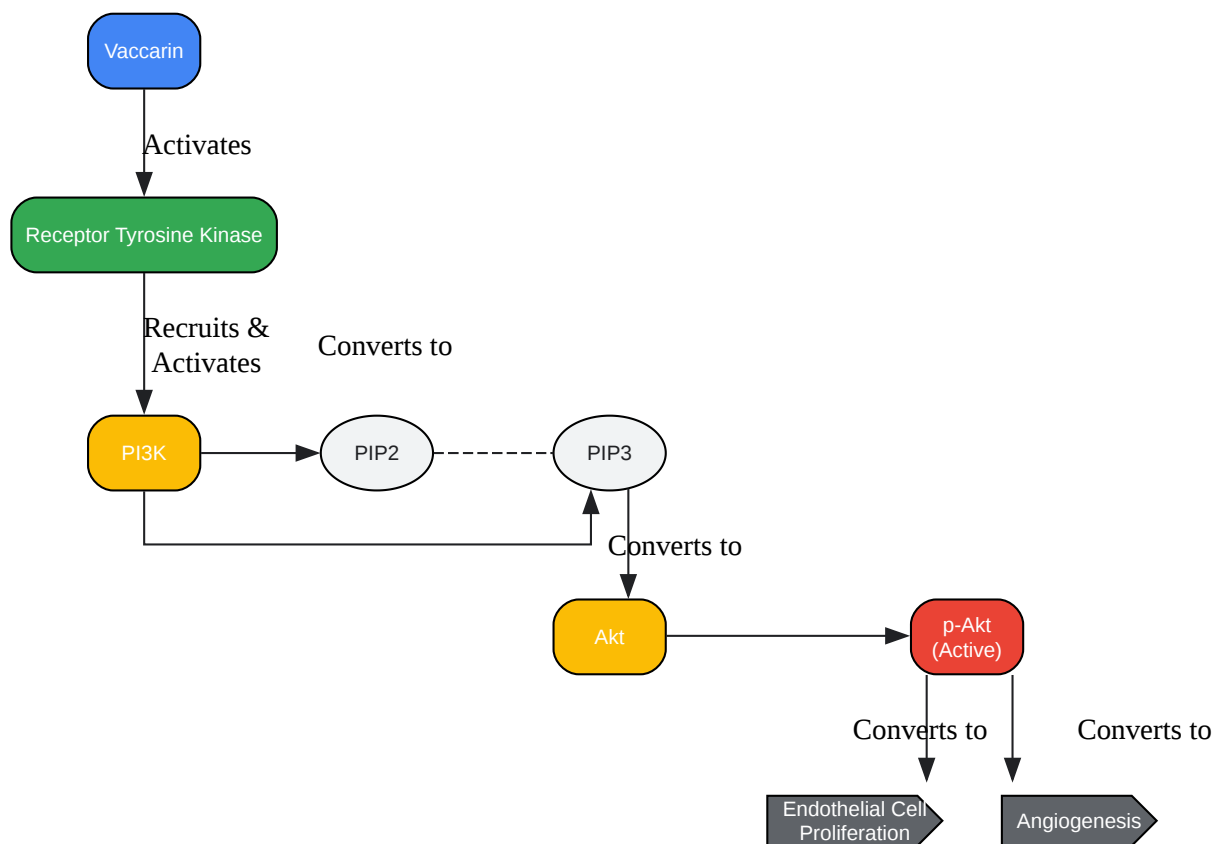 Vaccarin
Activates
Receptor Tyrosine Kinase
Recruits &
Activates
Converts to
PI3K
PIP2
PIP3
Converts to
Akt
p-Akt
(Active)
Converts to
Converts to
Endothelial Cell
Proliferation
Angiogenesis